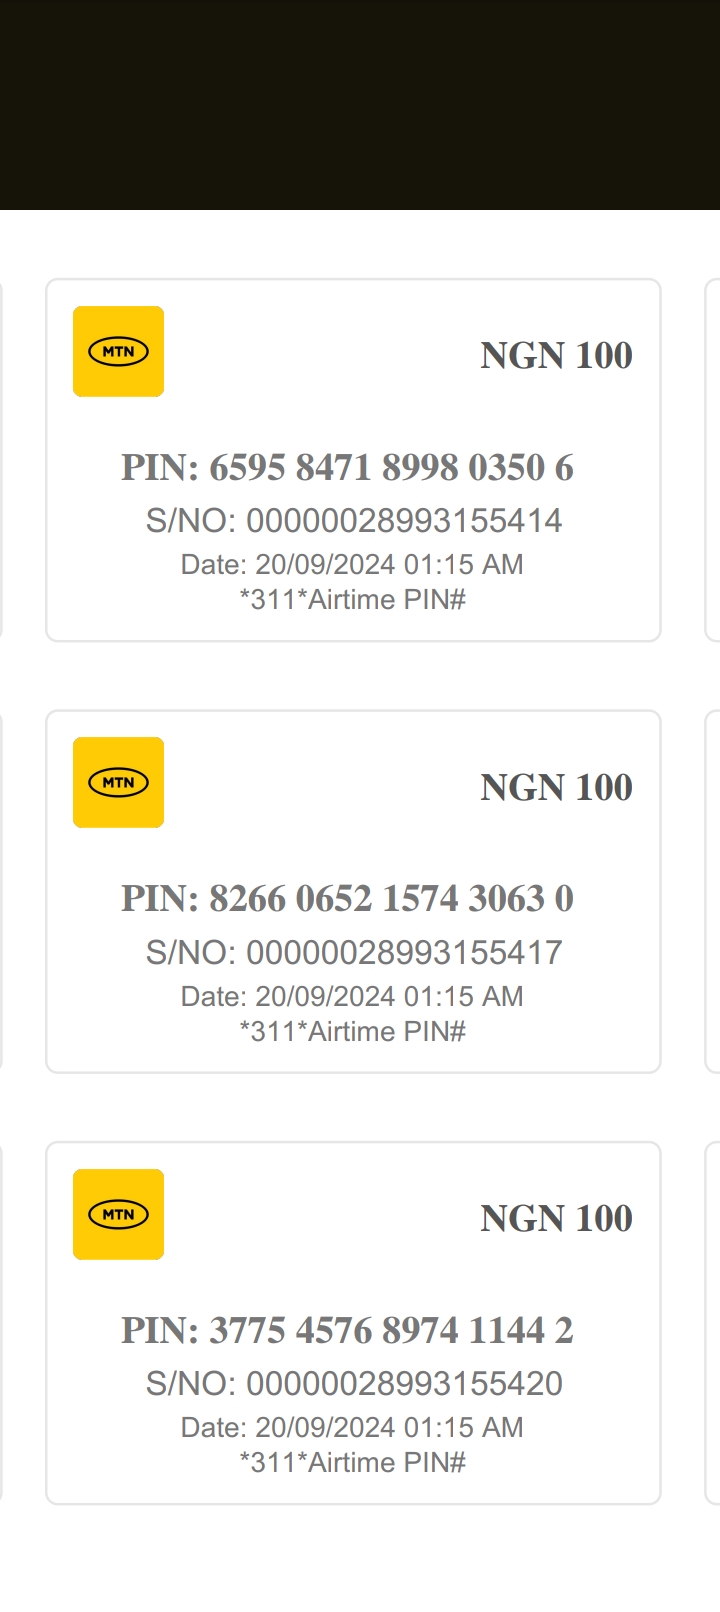 MTN
NGN 100
PIN: 6595 8471 8998 0350 6
S/NO: 00000028993155414
Date: 20/09/2024 01:15 AM
*311*Airtime PIN#
MTN
NGN 100
PIN: 8266 0652 1574 3063 0
S/NO: 00000028993155417
Date: 20/09/2024 01:15 AM
*311*Airtime PIN#
MTN
NGN 100
PIN: 3775 4576 8974 1144 2
S/NO: 00000028993155420
Date: 20/09/2024 01:15 AM
*311*Airtime PIN#